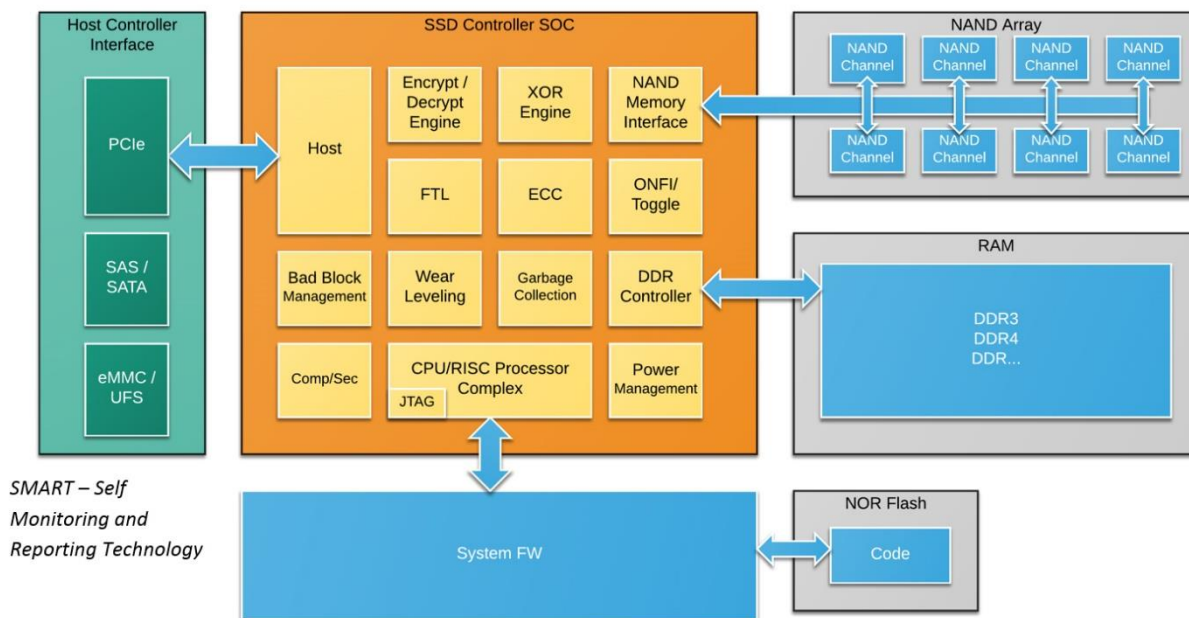 Host Controller
Interface
PCIe
SAS /
SATA
eMMC /
UFS
SMART – Self
Monitoring and
Reporting Technology
SSD Controller SOC
Host
Encrypt /
Decrypt
Engine
XOR
Engine
NAND
Memory
Interface
FTL
ECC
ONFI/
Toggle
Bad Block
Management
Wear
Leveling
Garbage
Collection
DDR
Controller
Comp/Sec
CPU/RISC Processor
Complex
JTAG
Power
Management
System FW
NAND Array
NAND
Channel
NAND
Channel
NAND
Channel
NAND
Channel
NAND
Channel
NAND
Channel
NAND
Channel
NAND
Channel
RAM
DDR3
DDR4
DDR...
NOR Flash
Code